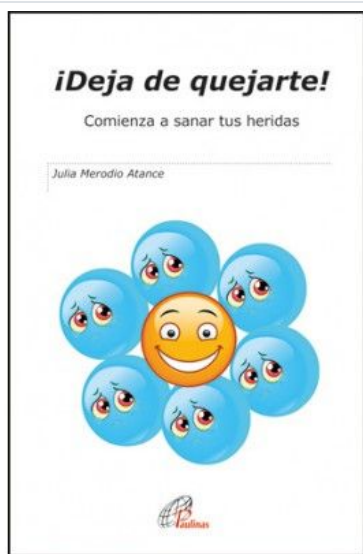 ¡Deja de quejarte!
Comienza a sanar tus heridas
Julia Merodio Atance
Paulinas